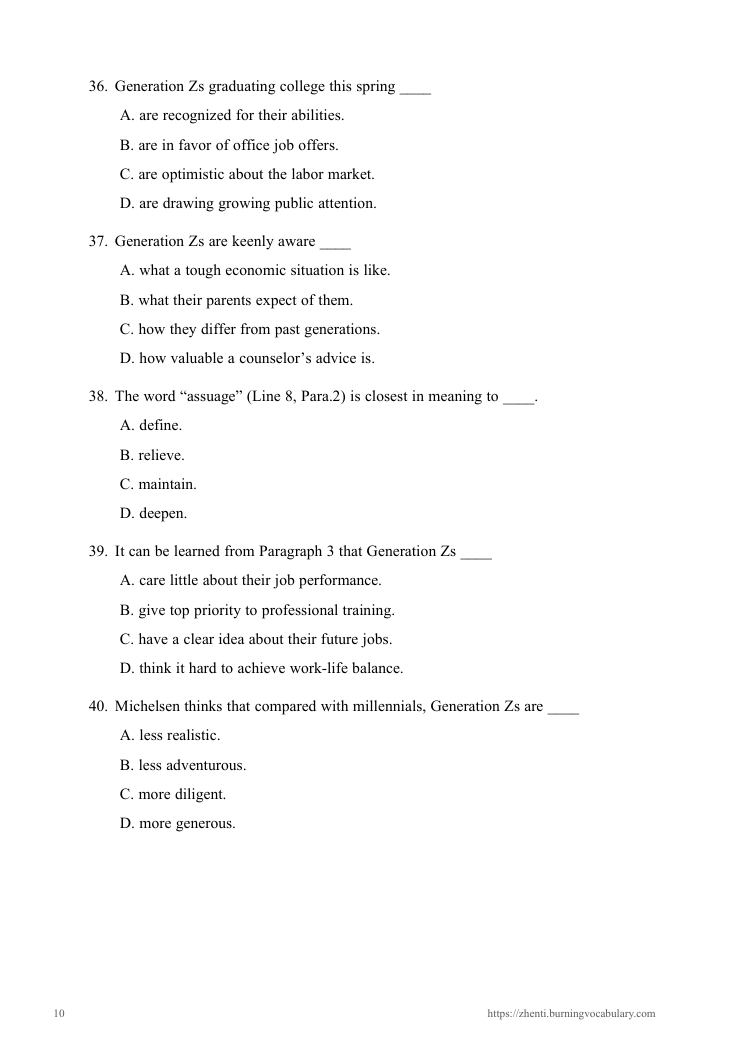 36. Generation Zs graduating college this spring ____
A. are recognized for their abilities.
B. are in favor of office job offers.
C. are optimistic about the labor market.
D. are drawing growing public attention.
37. Generation Zs are keenly aware ____
A. what a tough economic situation is like.
B. what their parents expect of them.
C. how they differ from past generations.
D. how valuable a counselor’s advice is.
38. The word “assuage” (Line 8, Para.2) is closest in meaning to ____.
A. define.
B. relieve.
C. maintain.
D. deepen.
39. It can be learned from Paragraph 3 that Generation Zs ____
A. care little about their job performance.
B. give top priority to professional training.
C. have a clear idea about their future jobs.
D. think it hard to achieve work-life balance.
40. Michelsen thinks that compared with millennials, Generation Zs are ____
A. less realistic.
B. less adventurous.
C. more diligent.
D. more generous.
10 https://zhenti.burningvocabulary.com